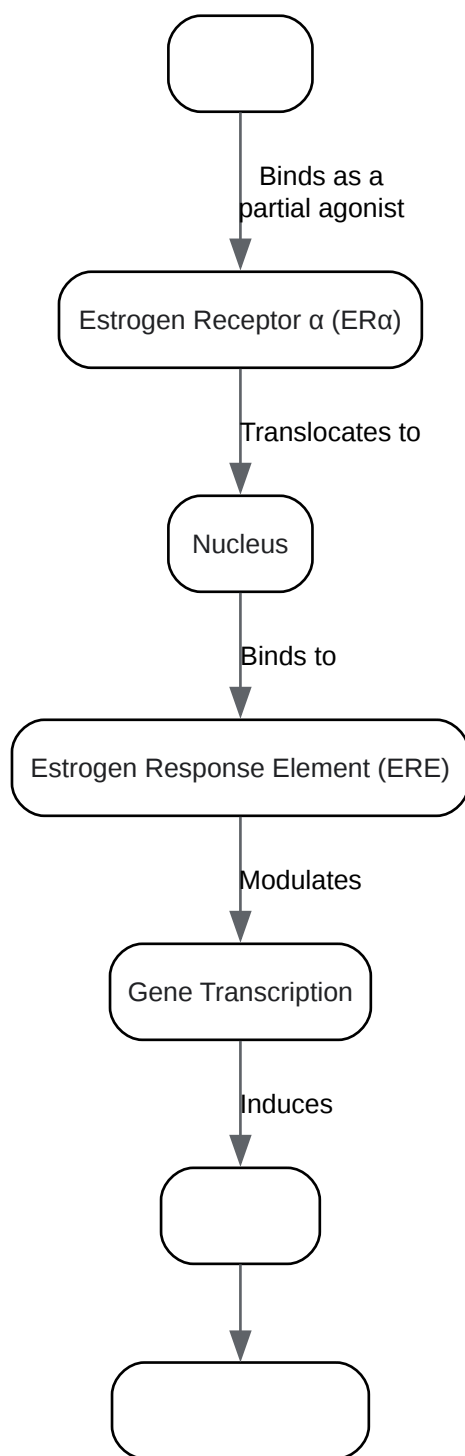 Binds as a
partial agonist
Estrogen Receptor α (ERα)
Translocates to
Nucleus
Binds to
Estrogen Response Element (ERE)
Modulates
Gene Transcription
Induces